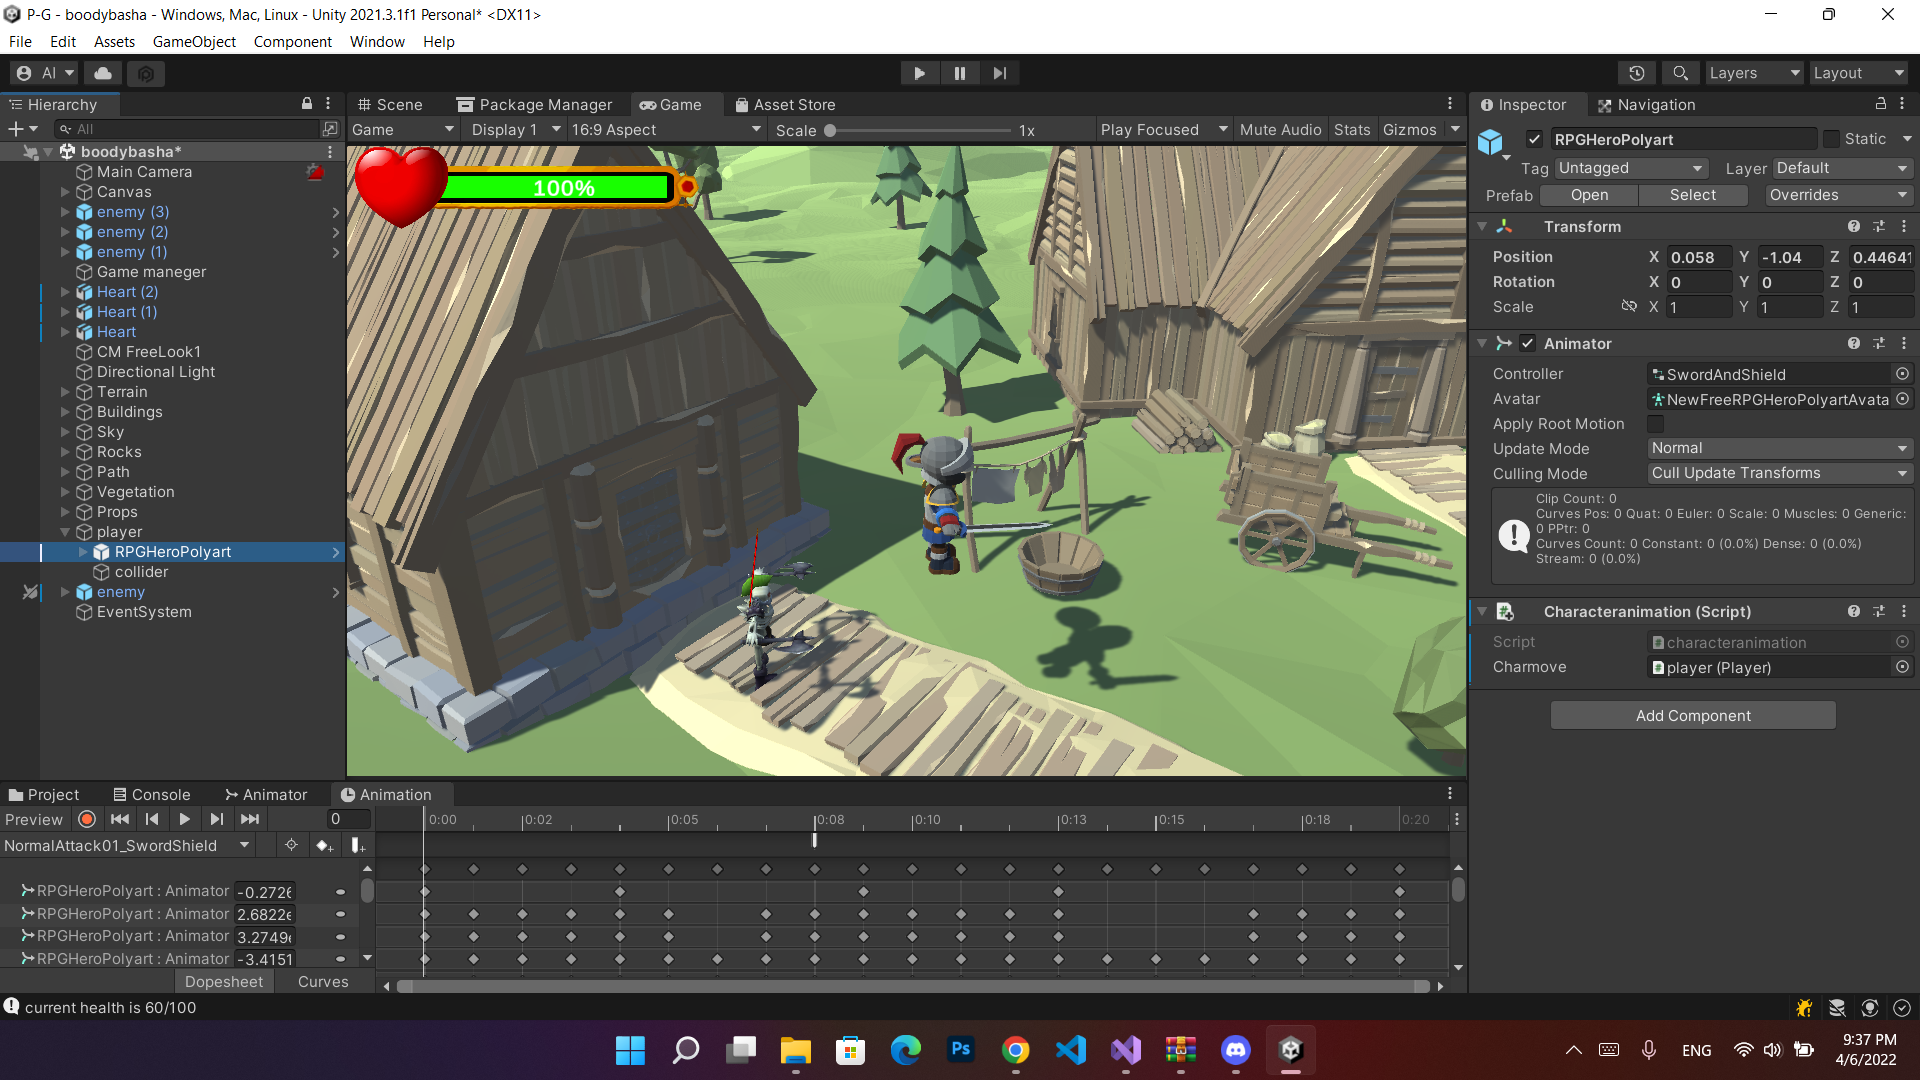 P-G - boodybasha - Windows, Mac, Linux - Unity 2021.3.1f1 Personal* <DX11>
File Edit Assets GameObject Component Window Help
AI Layers Layout
Hierarchy
All
boodybasha*
Main Camera
Canvas
enemy (3)
enemy (2)
enemy (1)
Game maneger
Heart (2)
Heart (1)
Heart
CM FreeLook1
Directional Light
Terrain
Buildings
Sky
Rocks
Path
Vegetation
Props
player
RPGHeroPolyart
collider
enemy
EventSystem
Scene Package Manager Game Asset Store
Game Display 1 16:9 Aspect Scale 1x Play Focused Mute Audio Stats Gizmos
100%
Inspector Navigation
RPGHeroPolyart Static
Tag Untagged Layer Default
Prefab Open Select Overrides
Transform
Position X 0.058 Y -1.04 Z 0.44641
Rotation X 0 Y 0 Z 0
Scale X 1 Y 1 Z 1
Animator
Controller SwordAndShield
Avatar NewFreeRPGHeroPolyartAvata
Apply Root Motion
Update Mode Normal
Culling Mode Cull Update Transforms
Clip Count: 0
Curves Pos: 0 Quat: 0 Euler: 0 Scale: 0 Muscles: 0 Generic:
0 PPtr: 0
Curves Count: 0 Constant: 0 (0.0%) Dense: 0 (0.0%)
Stream: 0 (0.0%)
Characteranimation (Script)
Script characteranimation
Charmove player (Player)
Add Component
Project Console Animator Animation
Preview 0 0:00 0:02 0:05 0:08 0:10 0:13 0:15 0:18 0:20
NormalAttack01_SwordShield
RPGHeroPolyart : Animator -0.2726
RPGHeroPolyart : Animator 2.6822e
RPGHeroPolyart : Animator 3.2749e
RPGHeroPolyart : Animator -3.4151
Dopesheet Curves
current health is 60/100
Ps
ENG
9:37 PM
4/6/2022